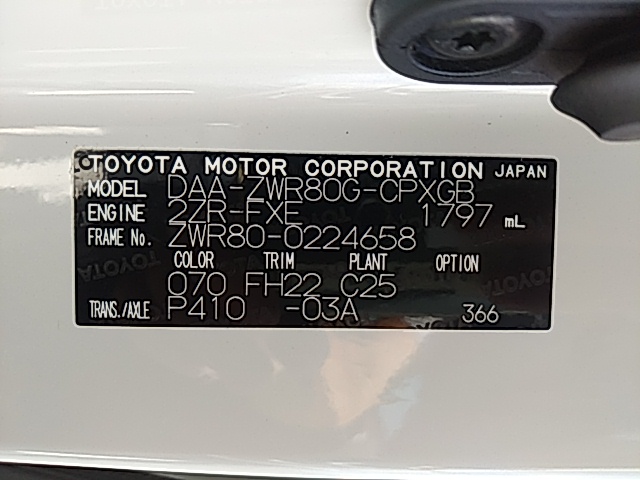 TOYOTA MOTOR CORPORATION JAPAN
MODEL DAA-ZWR80G-CPXGB
ENGINE 2ZR-FXE 1797 mL
FRAME No. ZWR80-0224658
COLOR TRIM PLANT OPTION
070 FH22 C25
TRANS./AXLE P410 -03A 366